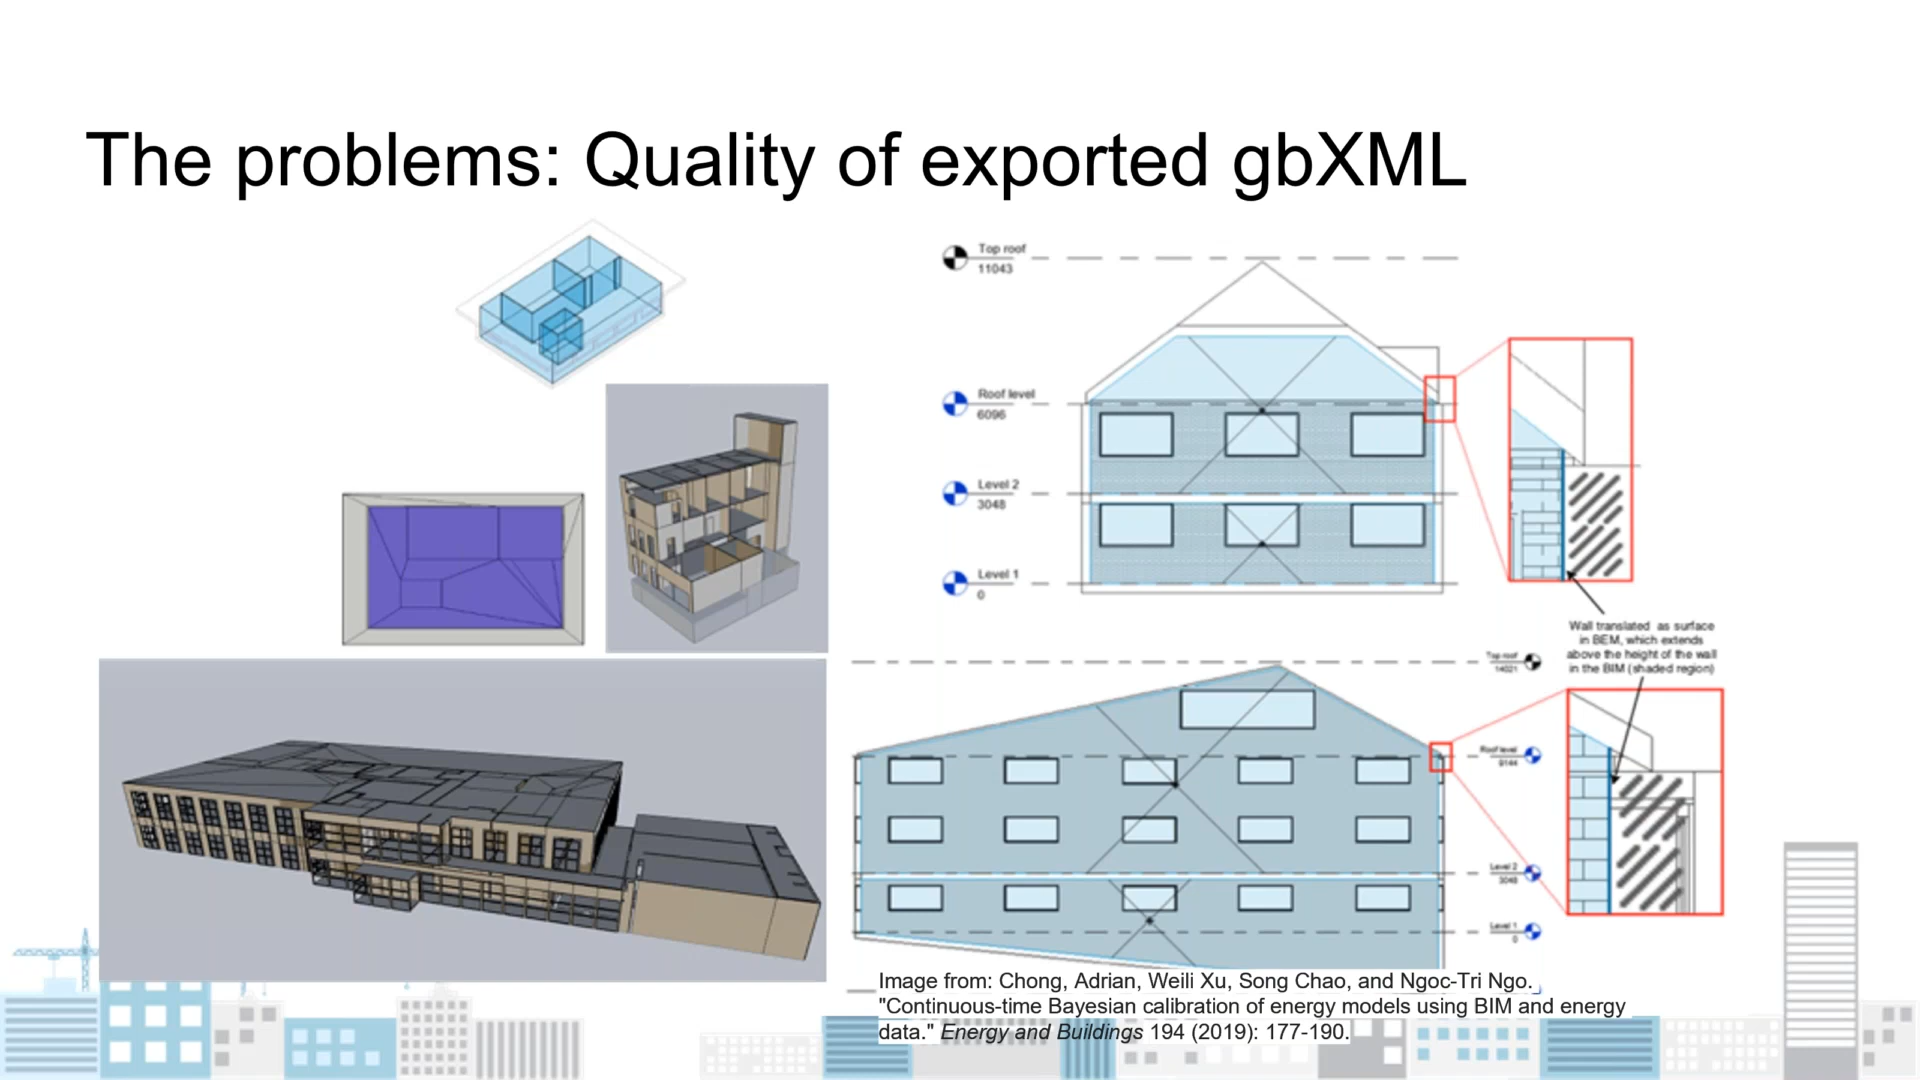 The problems: Quality of exported gbXML
Top roof
11043
Roof level
6096
Level 2
3048
Level 1
0
Wall translated as surface
in BEM, which extends
above the height of the wall
in the BIM (shaded region)
Top roof
14021
Roof level
9144
Level 2
3048
Level 1
0
Image from: Chong, Adrian, Weili Xu, Song Chao, and Ngoc-Tri Ngo.
"Continuous-time Bayesian calibration of energy models using BIM and energy
data." Energy and Buildings 194 (2019): 177-190.